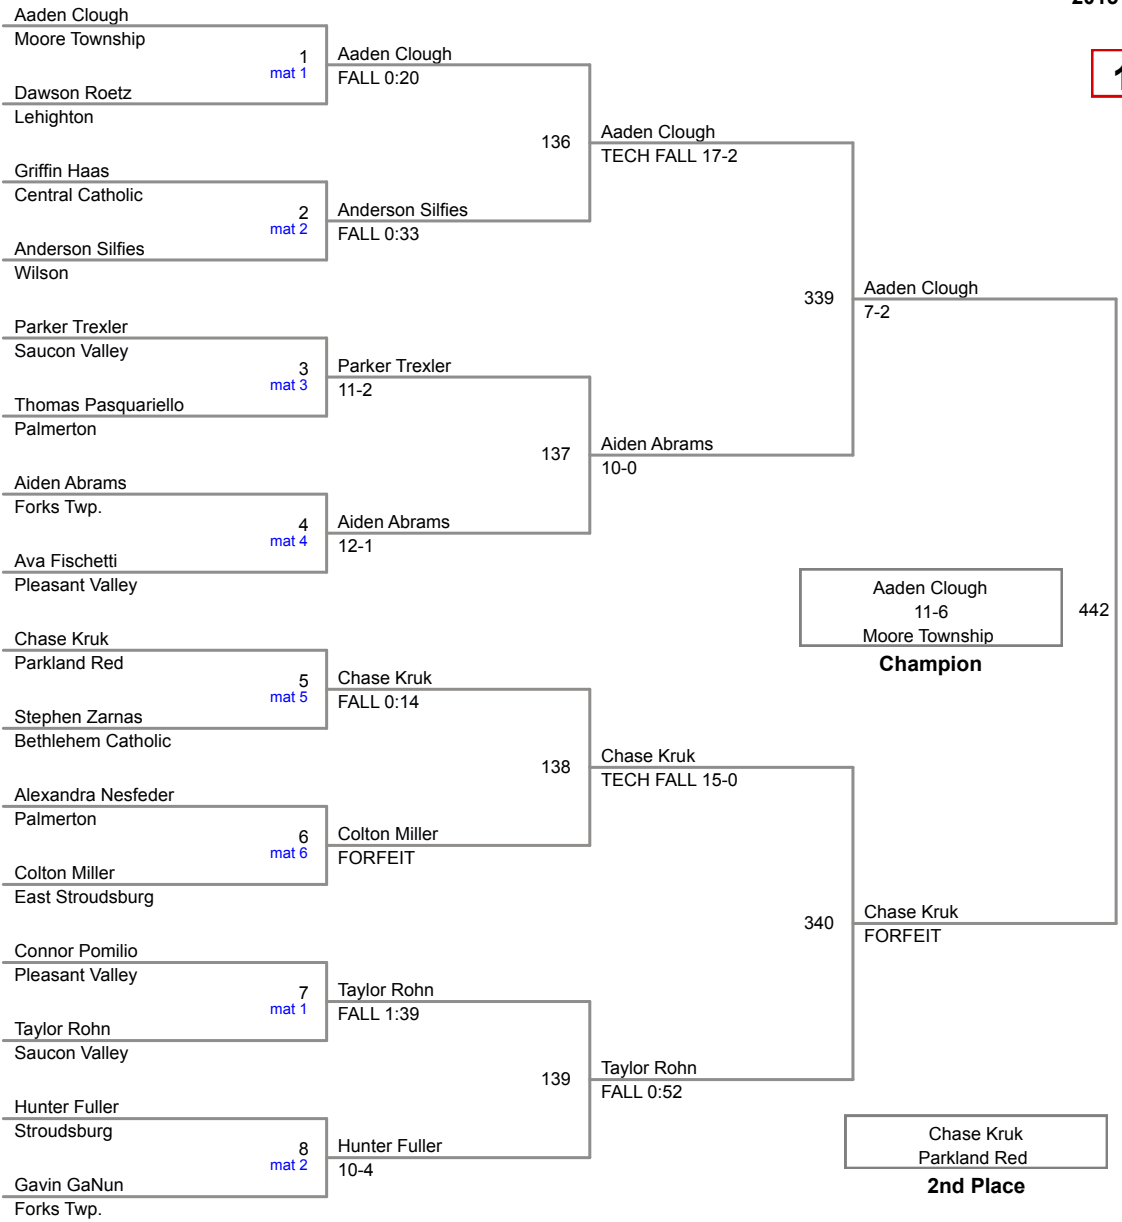 2018
1
Aaden Clough
Moore Township
1
mat 1
Dawson Roetz
Lehighton
Aaden Clough
FALL 0:20
Griffin Haas
Central Catholic
2
mat 2
Anderson Silfies
Wilson
Anderson Silfies
FALL 0:33
136
Aaden Clough
TECH FALL 17-2
Parker Trexler
Saucon Valley
3
mat 3
Thomas Pasquariello
Palmerton
Parker Trexler
11-2
Aiden Abrams
Forks Twp.
4
mat 4
Ava Fischetti
Pleasant Valley
Aiden Abrams
12-1
137
Aiden Abrams
10-0
339
Aaden Clough
7-2
Chase Kruk
Parkland Red
5
mat 5
Stephen Zarnas
Bethlehem Catholic
Chase Kruk
FALL 0:14
Alexandra Nesfeder
Palmerton
6
mat 6
Colton Miller
East Stroudsburg
Colton Miller
FORFEIT
138
Chase Kruk
TECH FALL 15-0
Connor Pomilio
Pleasant Valley
7
mat 1
Taylor Rohn
Saucon Valley
Taylor Rohn
FALL 1:39
Hunter Fuller
Stroudsburg
8
mat 2
Gavin GaNun
Forks Twp.
Hunter Fuller
10-4
139
Taylor Rohn
FALL 0:52
340
Chase Kruk
FORFEIT
442
Aaden Clough
11-6
Moore Township
Champion
Chase Kruk
Parkland Red
2nd Place